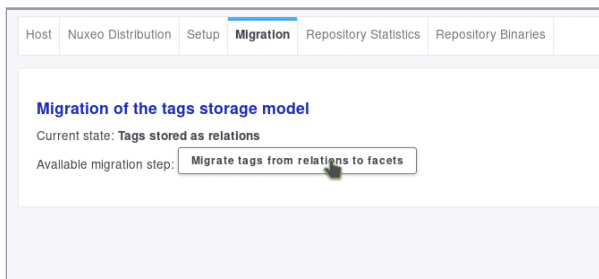 Host Nuxeo Distribution Setup Migration Repository Statistics Repository Binaries
Migration of the tags storage model
Current state: Tags stored as relations
Available migration step: Migrate tags from relations to facets